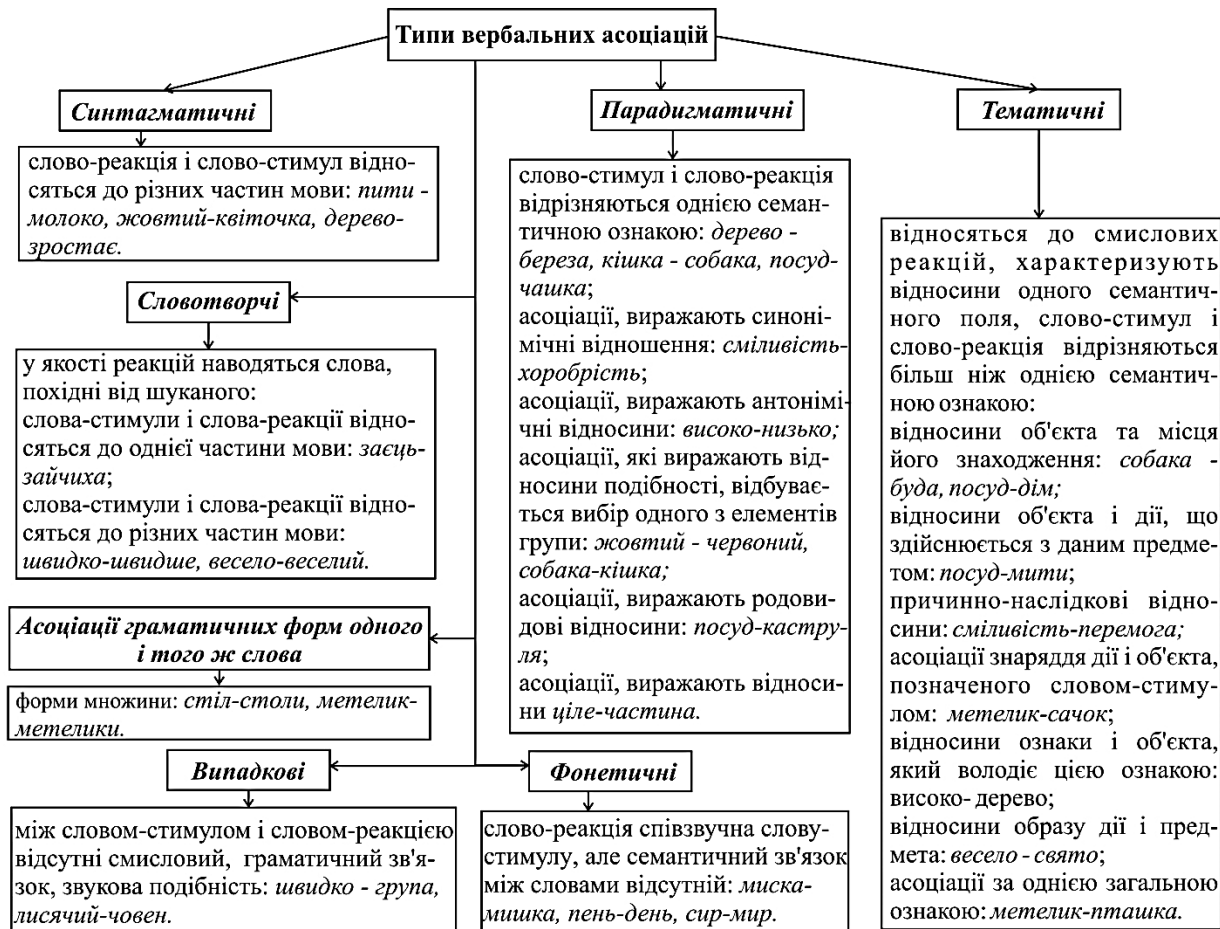 Типи вербальних асоціацій
Синтагматичні
слово-реакція і слово-стимул відно-
сяться до різних частин мови: пити -
молоко, жовтий-квіточка, дерево-
зростає.
Словотворчі
у якості реакцій наводяться слова,
похідні від шуканого:
слова-стимули і слова-реакції відно-
сяться до однієї частини мови: заєць-
зайчиха;
слова-стимули і слова-реакції відно-
сяться до різних частин мови:
швидко-швидше, весело-веселий.
Асоціації граматичних форм одного
і того ж слова
форми множини: стіл-столи, метелик-
метелики.
Випадкові
між словом-стимулом і словом-реакцією
відсутні смисловий, граматичний зв'я-
зок, звукова подібність: швидко - група,
лисячий-човен.
Парадигматичні
слово-стимул і слово-реакція
відрізняються однією семан-
тичною ознакою: дерево -
береза, кішка - собака, посуд-
чашка;
асоціації, виражають синоні-
мічні відношення: сміливість-
хоробрість;
асоціації, виражають антонімі-
чні відносини: високо-низько;
асоціації, які виражають від-
носини подібності, відбуває-
ться вибір одного з елементів
групи: жовтий - червоний,
собака-кішка;
асоціації, виражають родови-
дові відносини: посуд-каструл-
я;
асоціації, виражають відноси-
ни ціле-частина.
Фонетичні
слово-реакція співзвучна слову-
стимулу, але семантичний зв'язок
між словами відсутній: миска-
мишка, пень-день, сир-мир.
Тематичні
відносяться до смислових
реакцій, характеризують
відносини одного семантич-
ного поля, слово-стимул і
слово-реакція відрізняються
більш ніж однією семантич-
ною ознакою:
відносини об'єкта та місця
його знаходження: собака -
буда, посуд-дім;
відносини об'єкта і дії, що
здійснюється з даним предме-
том: посуд-мити;
причинно-наслідкові відно-
сини: сміливість-перемога;
асоціації знаряддя дії і об'єкта,
позначеного словом-стиму-
лом: метелик-сачок;
відносини ознаки і об'єкта,
який володіє цією ознакою:
високо- дерево;
відносини образу дії і пред-
мета: весело - свято;
асоціації за однією загальною
ознакою: метелик-пташка.